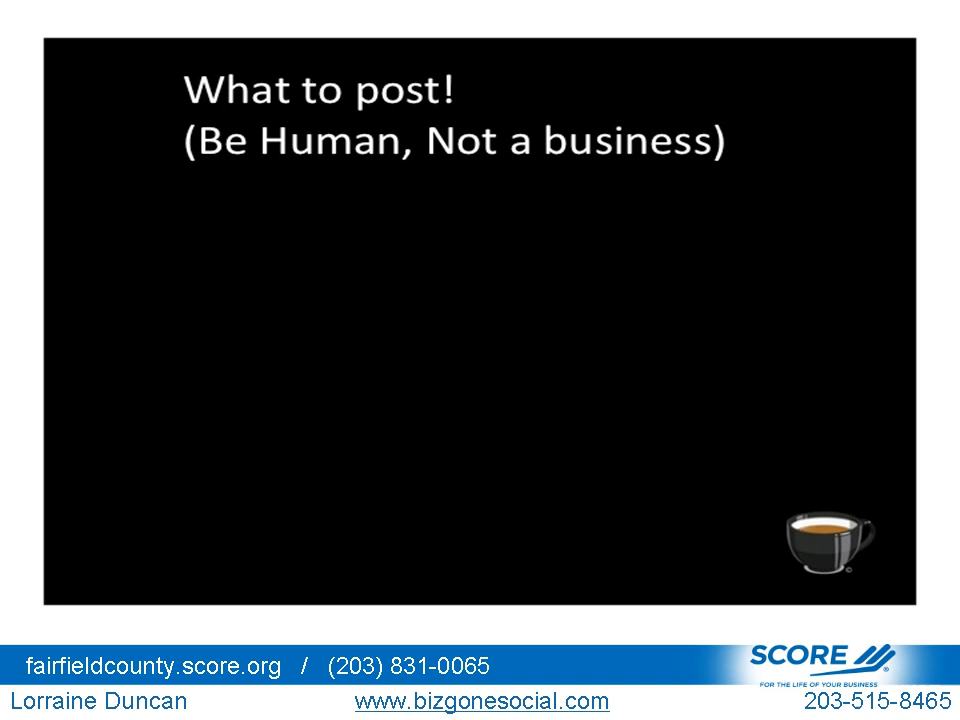 What to post!
(Be Human, Not a business)
©
fairfieldcounty.score.org / (203) 831-0065
SCORE ®
FOR THE LIFE OF YOUR BUSINESS
Lorraine Duncan www.bizgonesocial.com 203-515-8465